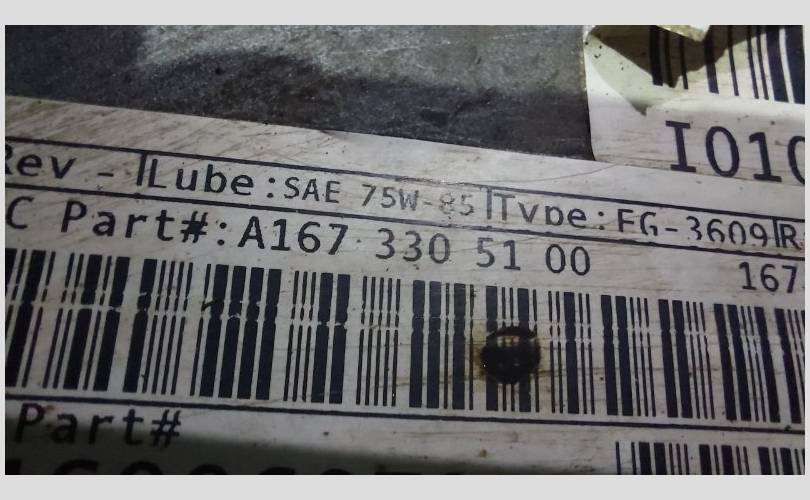 I010
Rev - Lube:SAE 75W-85 Type:FG-3609
C Part#:A167 330 51 00 167
Part#